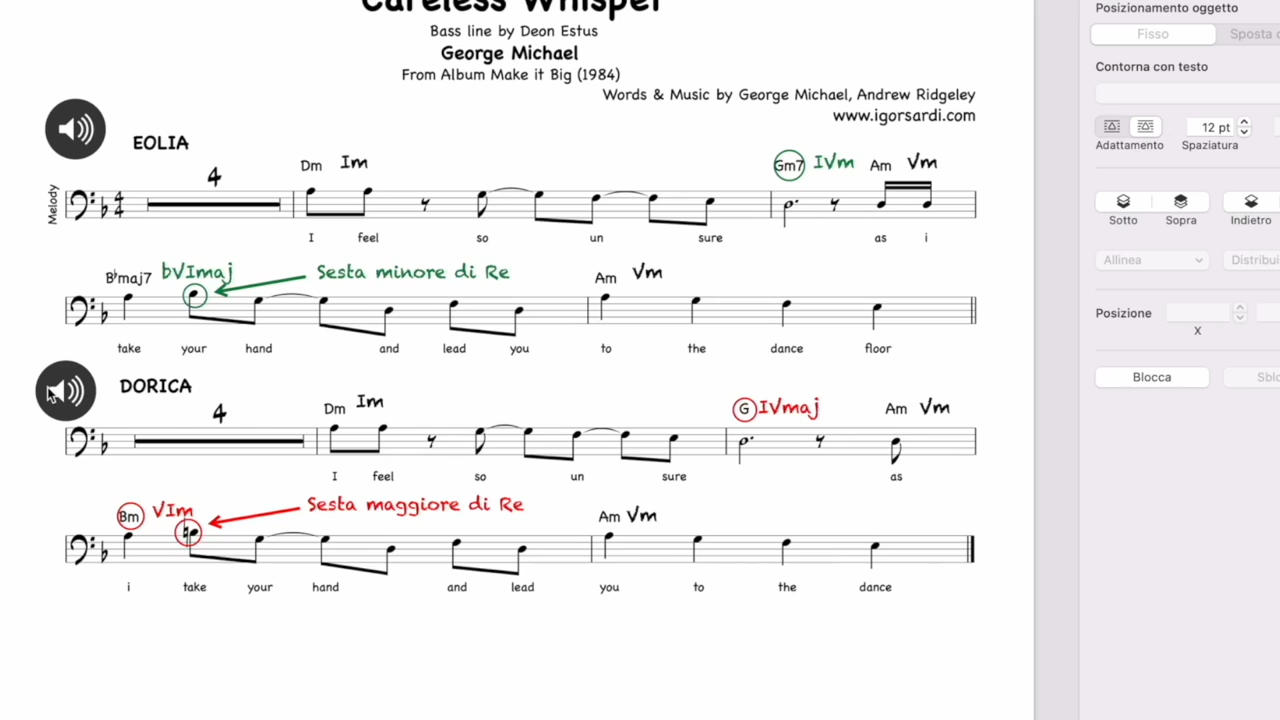 Careless Whisper
Bass line by Deon Estus
George Michael
From Album Make it Big (1984)
Words & Music by George Michael, Andrew Ridgeley
www.igorsardi.com
EOLIA
4 Dm Im Gm7 IVm Am Vm
Melody
4
4
I feel so un sure as i
B♭maj7 bVImaj Sesta minore di Re Am Vm
take your hand and lead you to the dance floor
DORICA
4 Dm Im G IVmaj Am Vm
I feel so un sure as
Bm VIm Sesta maggiore di Re Am Vm
i take your hand and lead you to the dance
Posizionamento oggetto
Fisso Sposta
Contorna con testo
12 pt
Adattamento Spaziatura
Sotto Sopra Indietro
Allinea Distribui
Posizione
X
Blocca Sblo